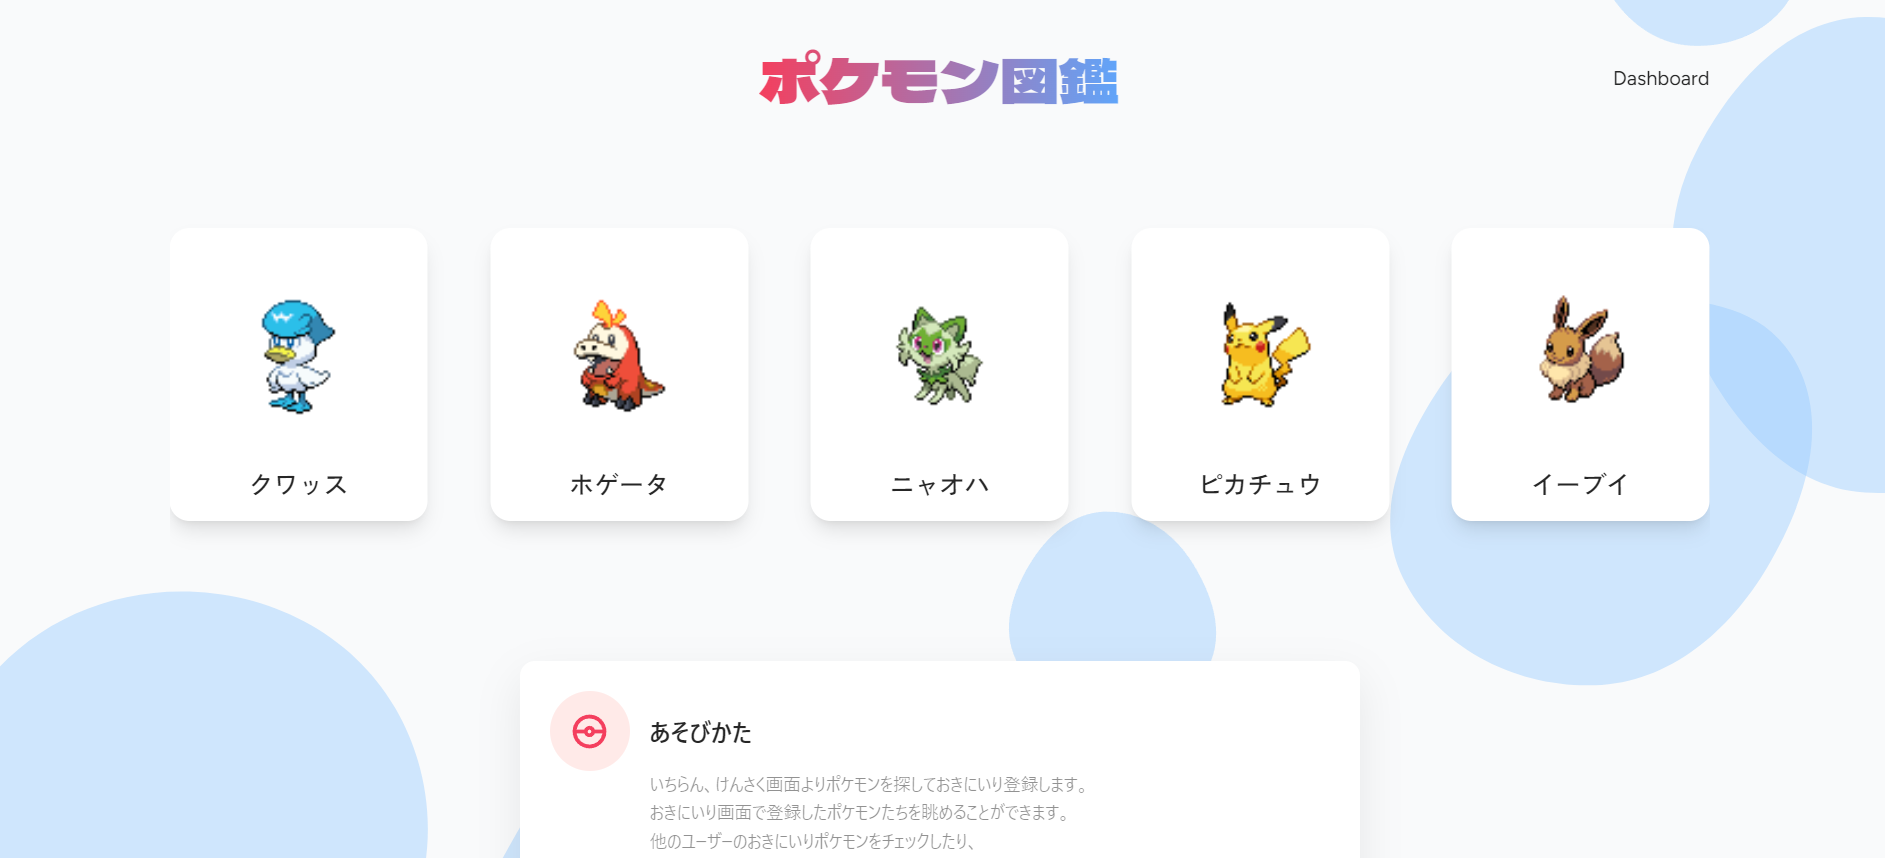 ポケモン図鑑
Dashboard
クワッス
ホゲータ
ニャオハ
ピカチュウ
イーブイ
あそびかた
いちらん、けんさく画面よりポケモンを探しておきにいり登録します。
おきにいり画面で登録したポケモンたちを眺めることができます。
他のユーザーのおきにいりポケモンをチェックしたり、